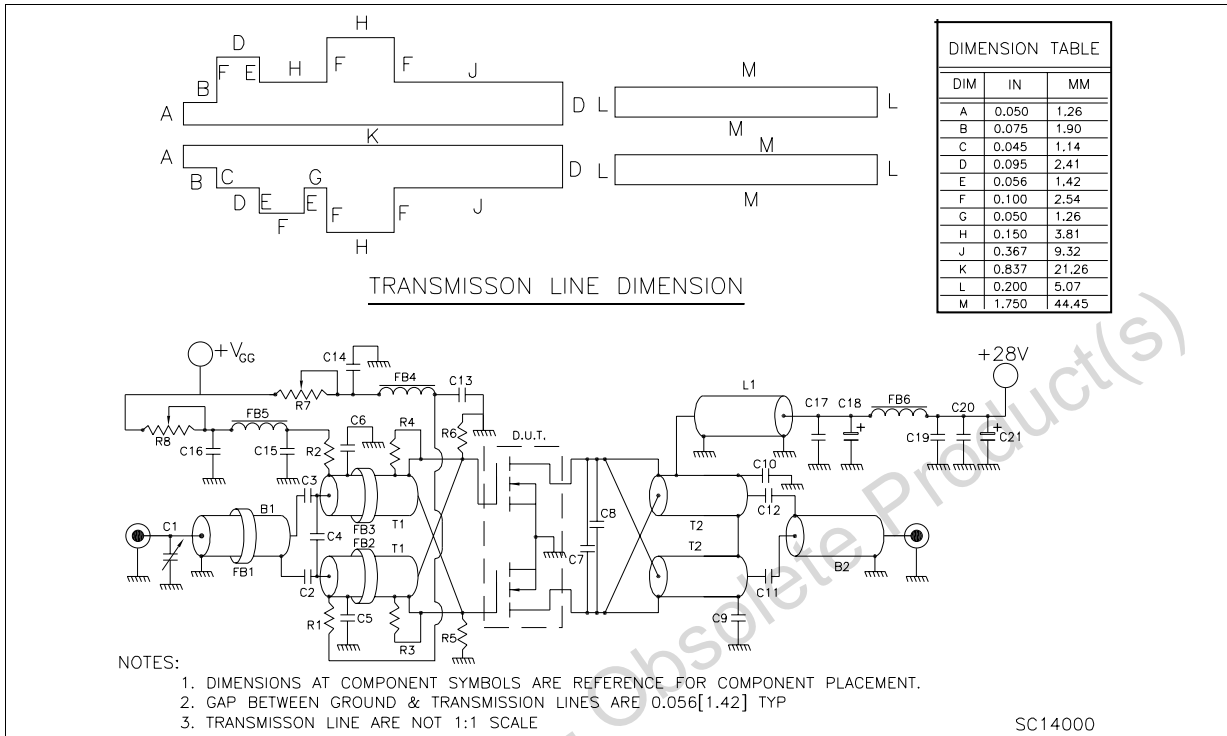 H
D
F E H F F J
B
A D
K
A D
B C G
D E E F F J
F
H
M
L L
M
M
L L
M
DIMENSION TABLE
DIM IN MM
A 0.050 1.26
B 0.075 1.90
C 0.045 1.14
D 0.095 2.41
E 0.056 1.42
F 0.100 2.54
G 0.050 1.26
H 0.150 3.81
J 0.367 9.32
K 0.837 21.26
L 0.200 5.07
M 1.750 44.45
TRANSMISSON LINE DIMENSION
+VGG
C14
FB4
C13
R7
R8
FB5
C16
C15
R2
C6
R4
R6
D.U.T.
L1
+28V
C17 C18
FB6
C20
C19
+
+
C21
C3
B1
C1
FB1
C4
FB3
T1
FB2
T1
C2
R1
C5
R3
R5
C8
C7
C10
C12
T2
T2
C11
C9
B2
NOTES:
1. DIMENSIONS AT COMPONENT SYMBOLS ARE REFERENCE FOR COMPONENT PLACEMENT.
2. GAP BETWEEN GROUND & TRANSMISSION LINES ARE 0.056[1.42] TYP
3. TRANSMISSON LINE ARE NOT 1:1 SCALE
SC14000
Obsolete Product(s)